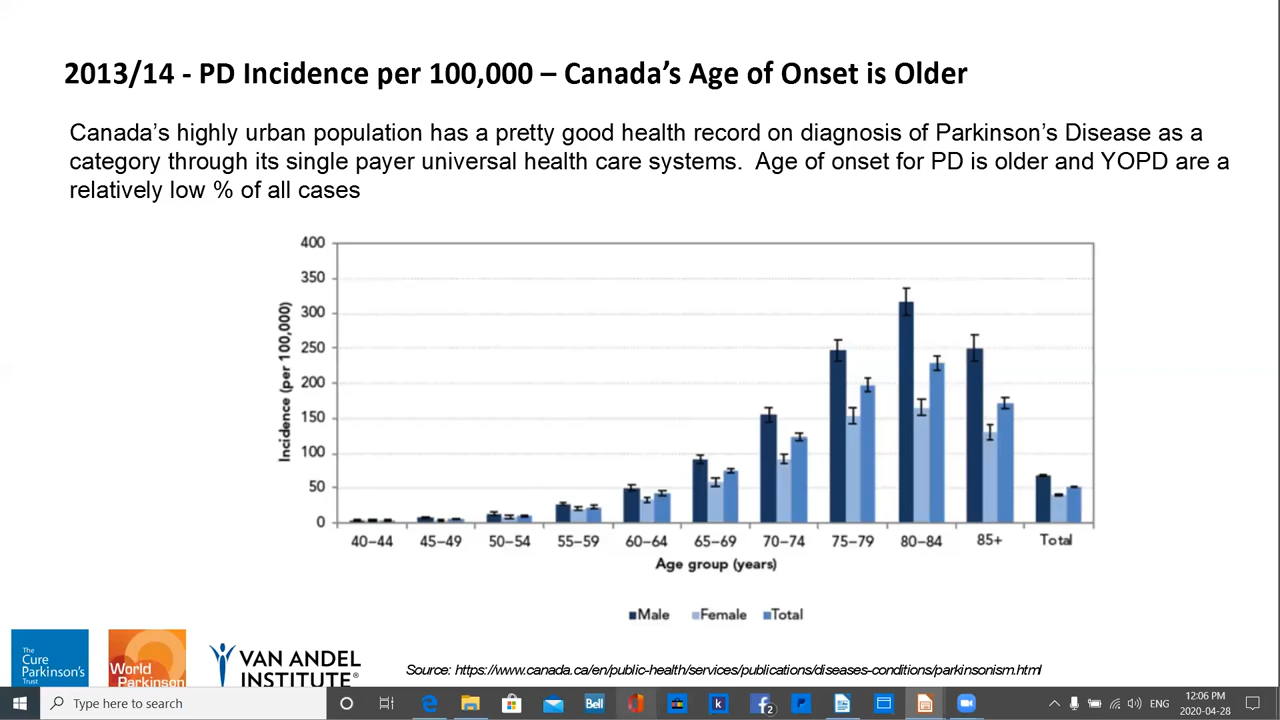 2013/14 - PD Incidence per 100,000 – Canada's Age of Onset is Older
Canada's highly urban population has a pretty good health record on diagnosis of Parkinson's Disease as a
category through its single payer universal health care systems.  Age of onset for PD is older and YOPD are a
relatively low % of all cases
400
350
300
250
200
150
100
50
0
Incidence (per 100,000)
40–44 45–49 50–54 55–59 60–64 65–69 70–74 75–79 80–84 85+ Total
Age group (years)
Male Female Total
The
Cure
Parkinson's
Trust
World
Parkinson
VAN ANDEL
INSTITUTE®
Source: https://www.canada.ca/en/public-health/services/publications/diseases-conditions/parkinsonism.html
Type here to search
Bell
k
2
ENG
12:06 PM
2020-04-28